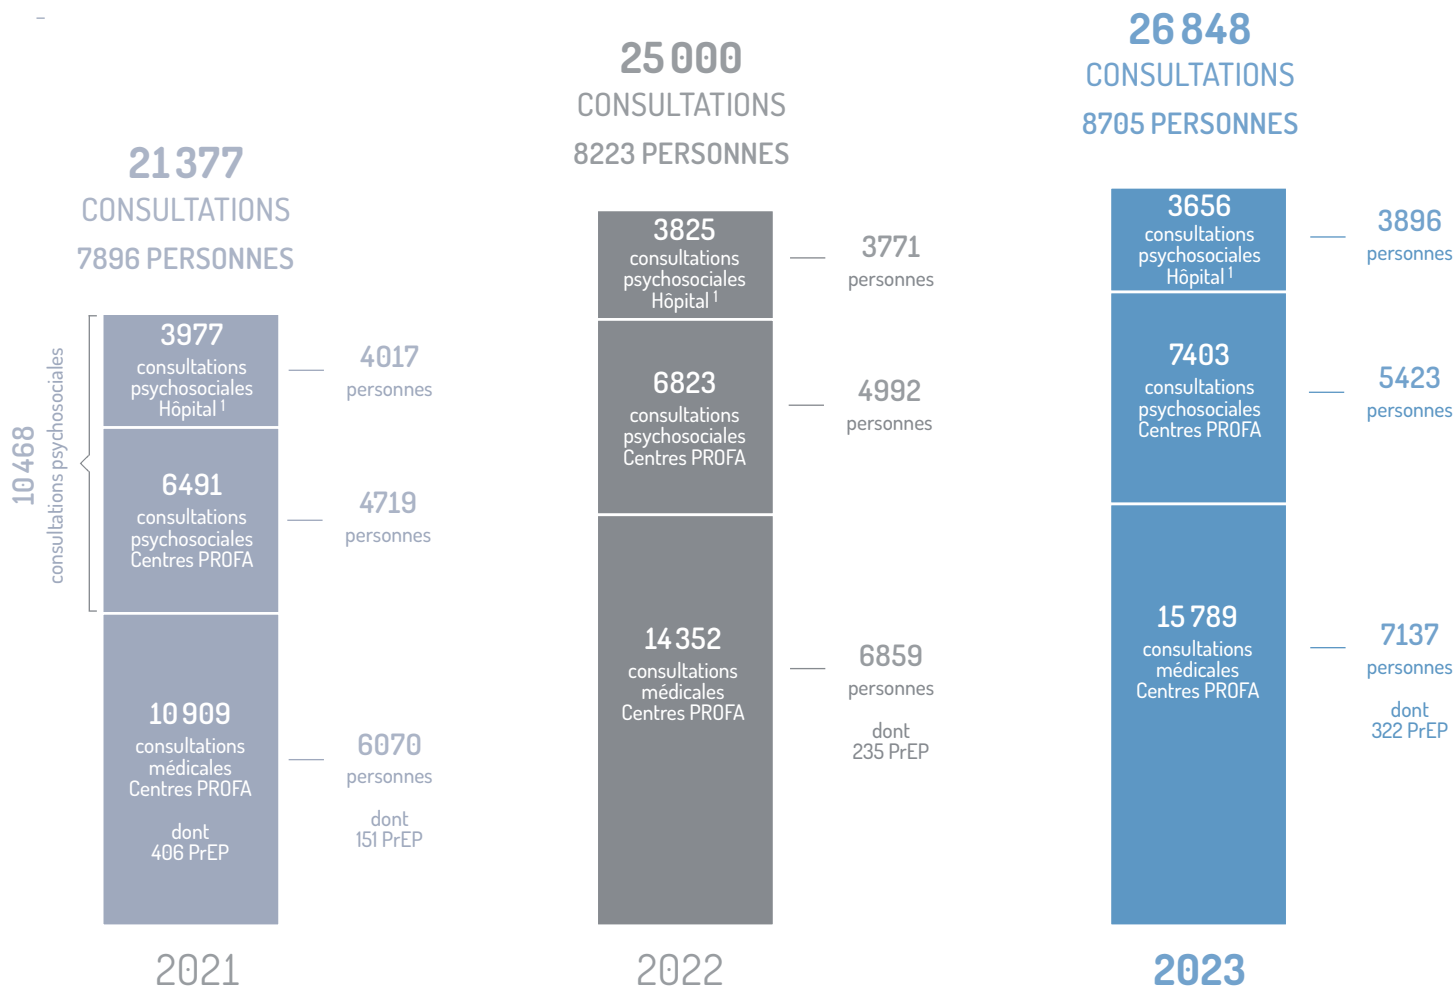 21 377
CONSULTATIONS
7896 PERSONNES
10 468
consultations psychosociales
3977
consultations
psychosociales
Hôpital 1
4017
personnes
6491
consultations
psychosociales
Centres PROFA
4719
personnes
10 909
consultations
médicales
Centres PROFA
dont
406 PrEP
6070
personnes
dont
151 PrEP
2021
25 000
CONSULTATIONS
8223 PERSONNES
3825
consultations
psychosociales
Hôpital 1
3771
personnes
6823
consultations
psychosociales
Centres PROFA
4992
personnes
14 352
consultations
médicales
Centres PROFA
6859
personnes
dont
235 PrEP
2022
26 848
CONSULTATIONS
8705 PERSONNES
3656
consultations
psychosociales
Hôpital 1
3896
personnes
7403
consultations
psychosociales
Centres PROFA
5423
personnes
15 789
consultations
médicales
Centres PROFA
7137
personnes
dont
322 PrEP
2023